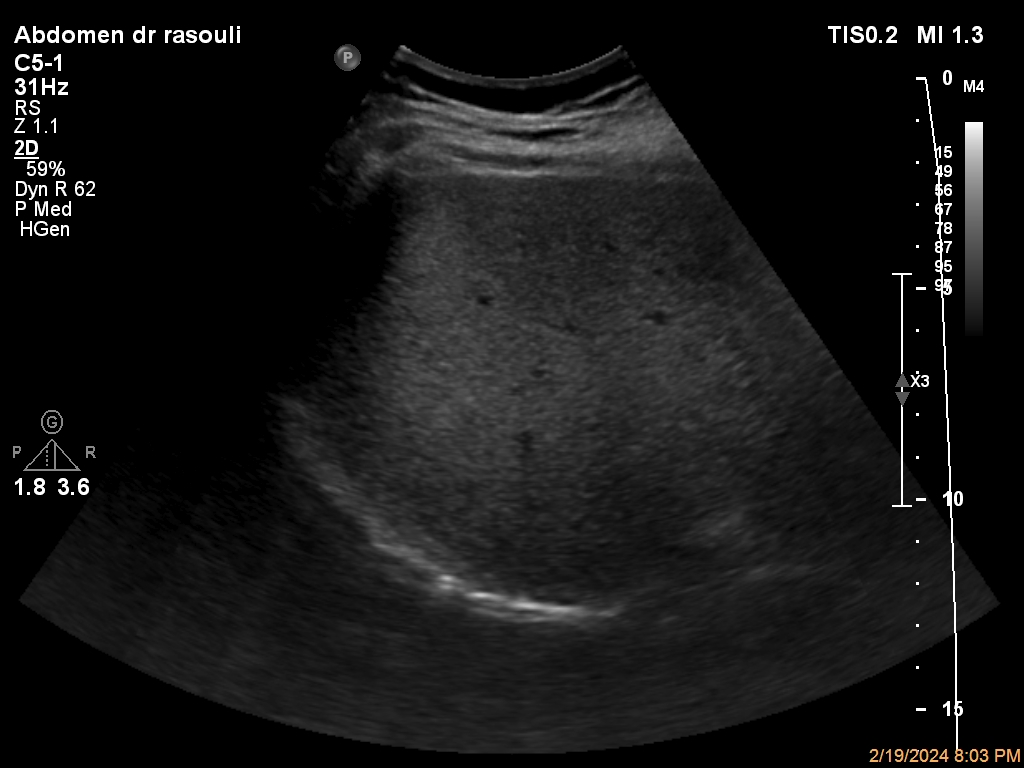 Abdomen dr rasouli
TIS0.2 MI 1.3
C5-1
31Hz
RS
Z 1.1
2D
59%
Dyn R 62
P Med
HGen
P
0
M4
15
49
56
67
78
87
95
5
X3
G
P R
1.8 3.6
10
15
2/19/2024 8:03 PM